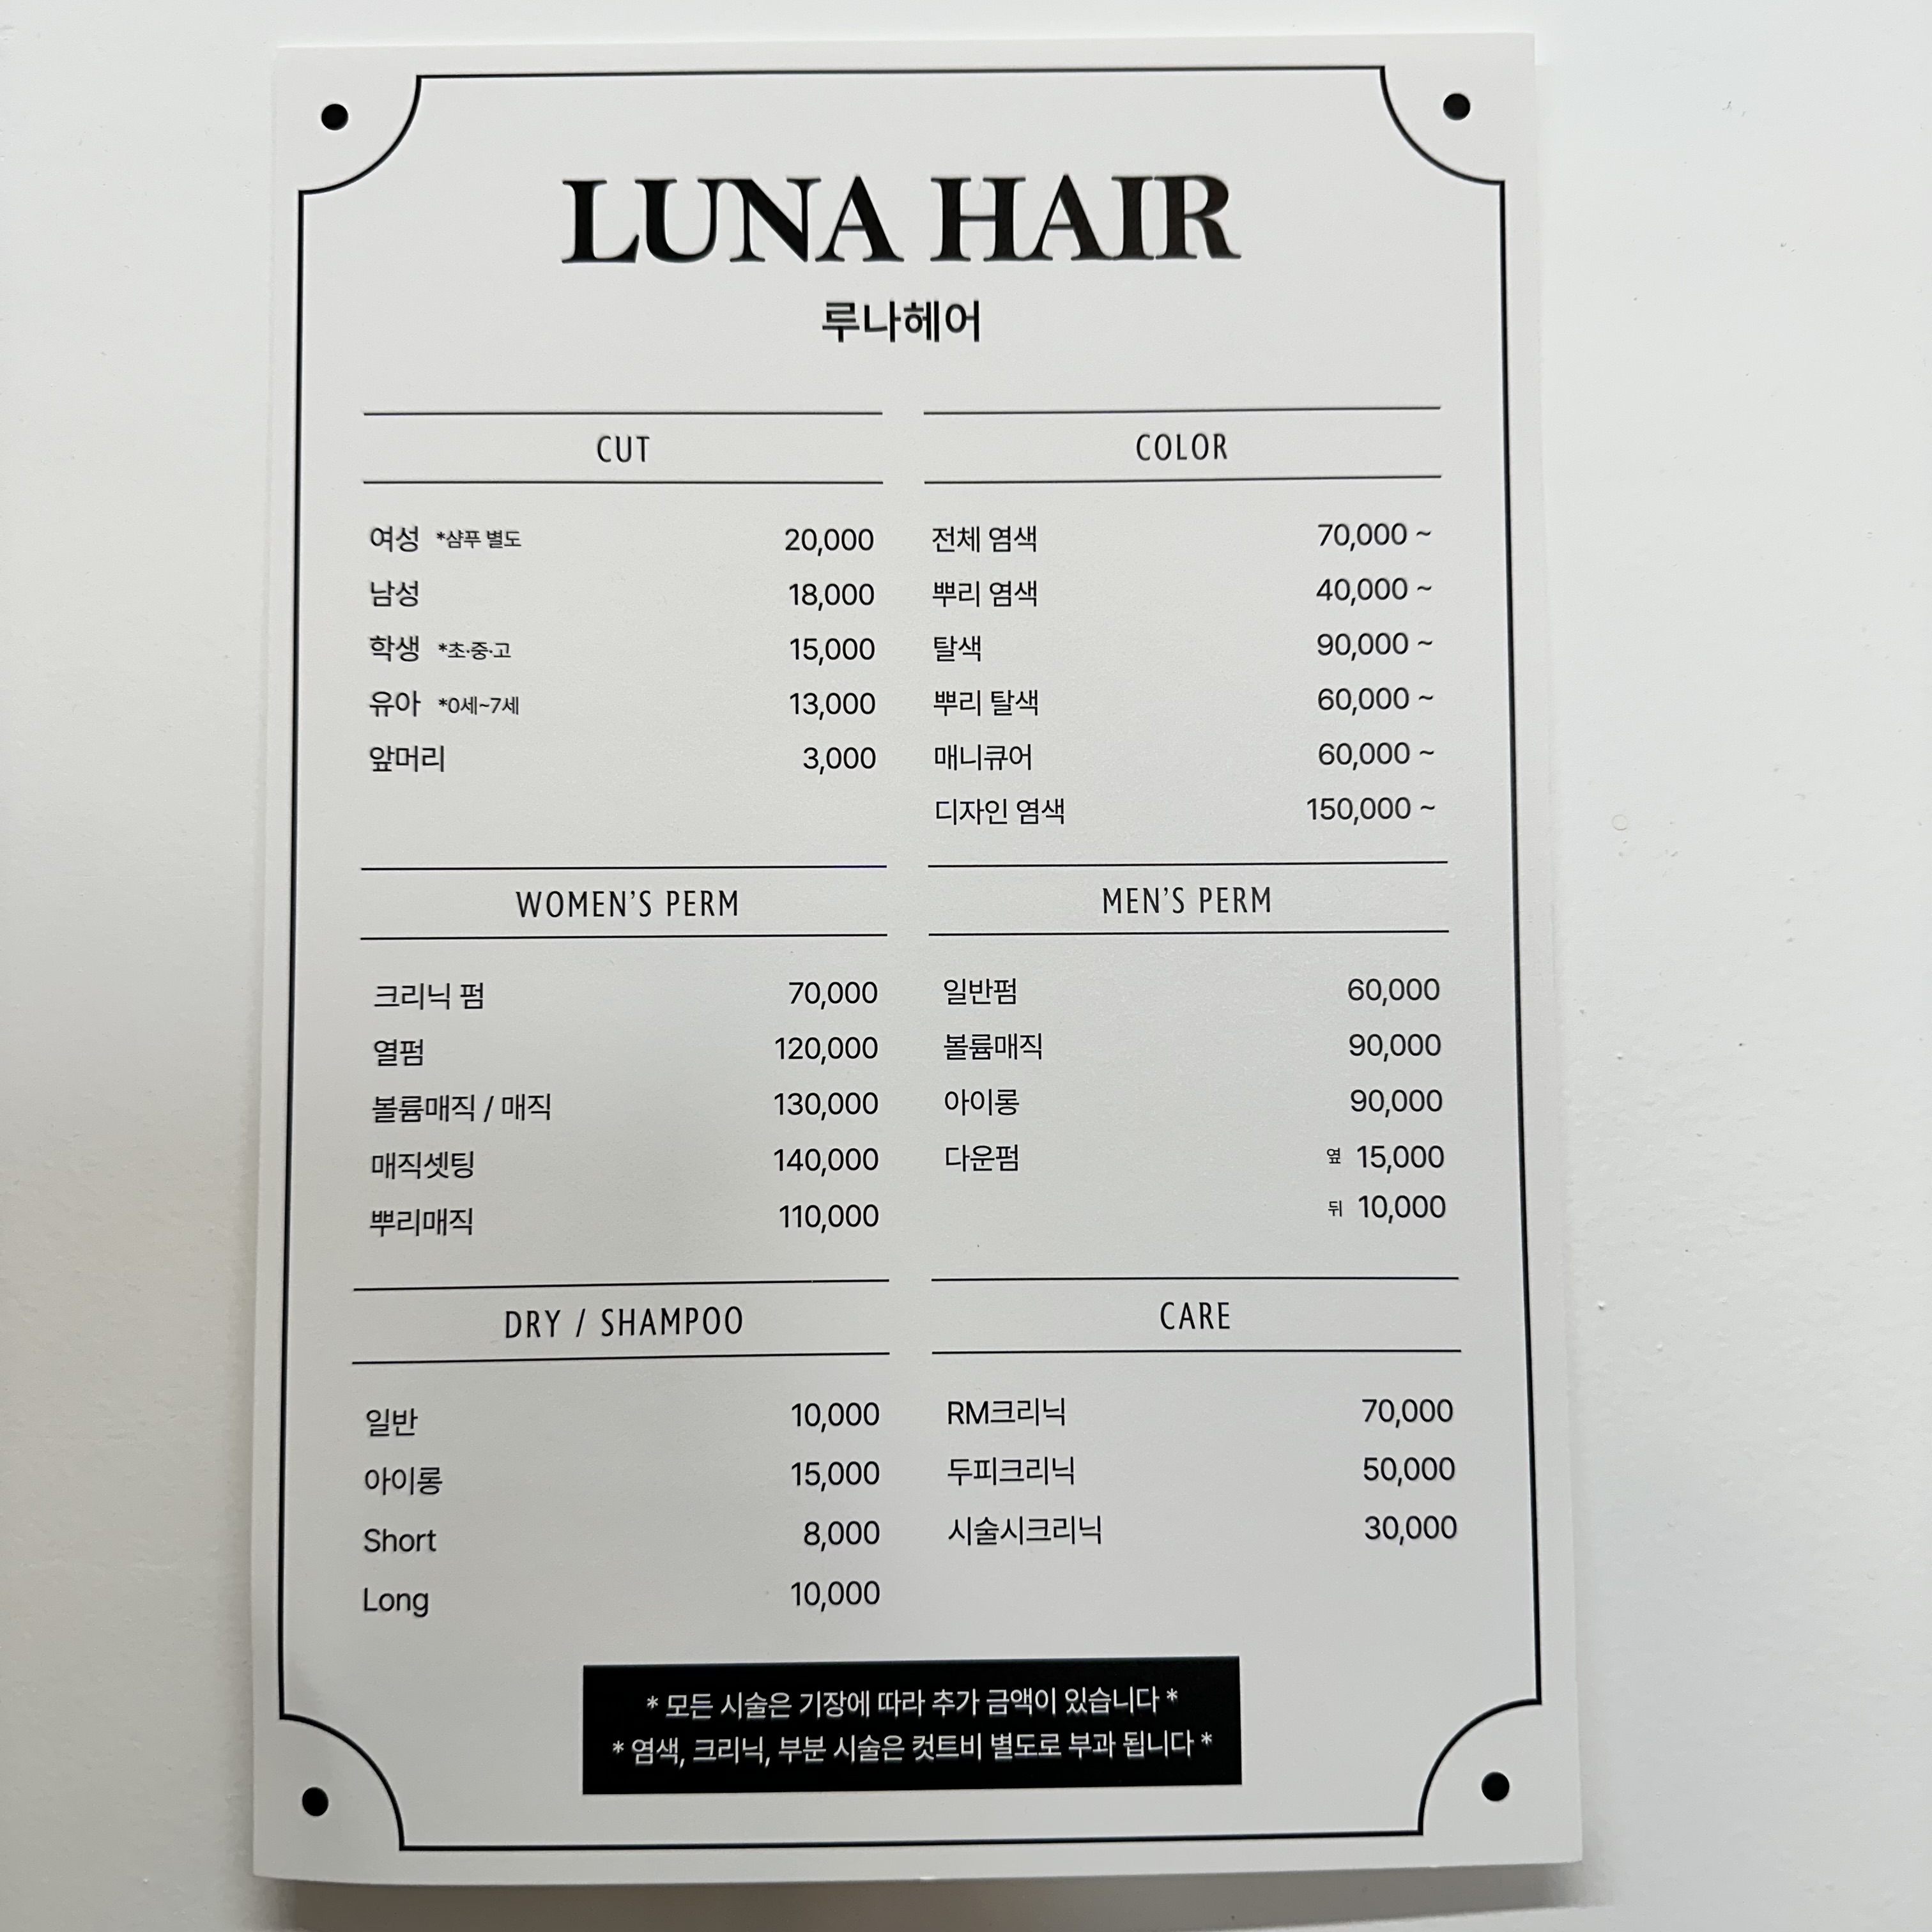 LUNA HAIR
루나헤어
CUT
여성 *샴푸 별도 20,000
남성 18,000
학생 *초·중·고 15,000
유아 *0세~7세 13,000
앞머리 3,000
COLOR
전체 염색 70,000 ~
뿌리 염색 40,000 ~
탈색 90,000 ~
뿌리 탈색 60,000 ~
매니큐어 60,000 ~
디자인 염색 150,000 ~
WOMEN'S PERM
크리닉 펌 70,000
열펌 120,000
볼륨매직 / 매직 130,000
매직셋팅 140,000
뿌리매직 110,000
MEN'S PERM
일반펌 60,000
볼륨매직 90,000
아이롱 90,000
다운펌 옆 15,000
뒤 10,000
DRY / SHAMPOO
일반 10,000
아이롱 15,000
Short 8,000
Long 10,000
CARE
RM크리닉 70,000
두피크리닉 50,000
시술시크리닉 30,000
* 모든 시술은 기장에 따라 추가 금액이 있습니다 *
* 염색, 크리닉, 부분 시술은 컷트비 별도로 부과 됩니다 *